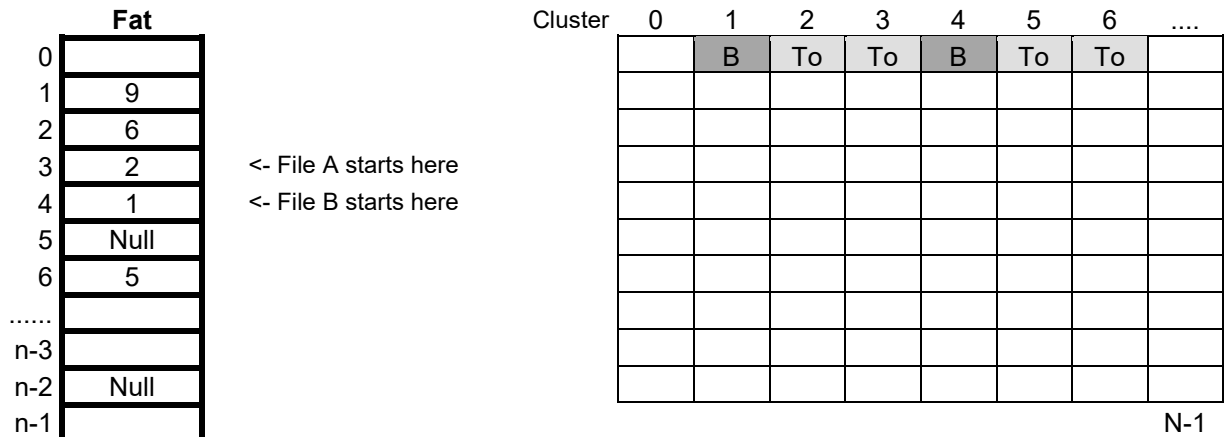 Fat
Cluster 0 1 2 3 4 5 6 ....
0 B To To B To To
1 9
2 6
3 2 <- File A starts here
4 1 <- File B starts here
5 Null
6 5
......
n-3
n-2 Null
n-1 N-1